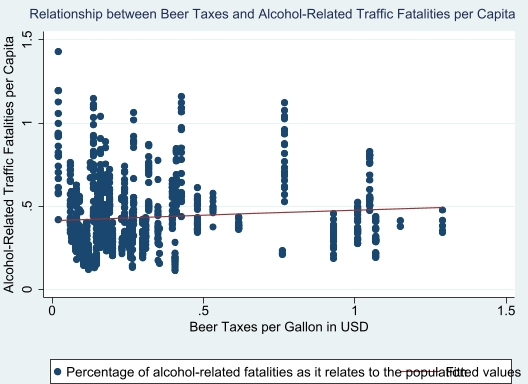 Relationship between Beer Taxes and Alcohol-Related Traffic Fatalities per Capita
Alcohol-Related Traffic Fatalities per Capita
1.5
1
.5
0
0 .5 1 1.5
Beer Taxes per Gallon in USD
Percentage of alcohol-related fatalities as it relates to the population
Fitted values